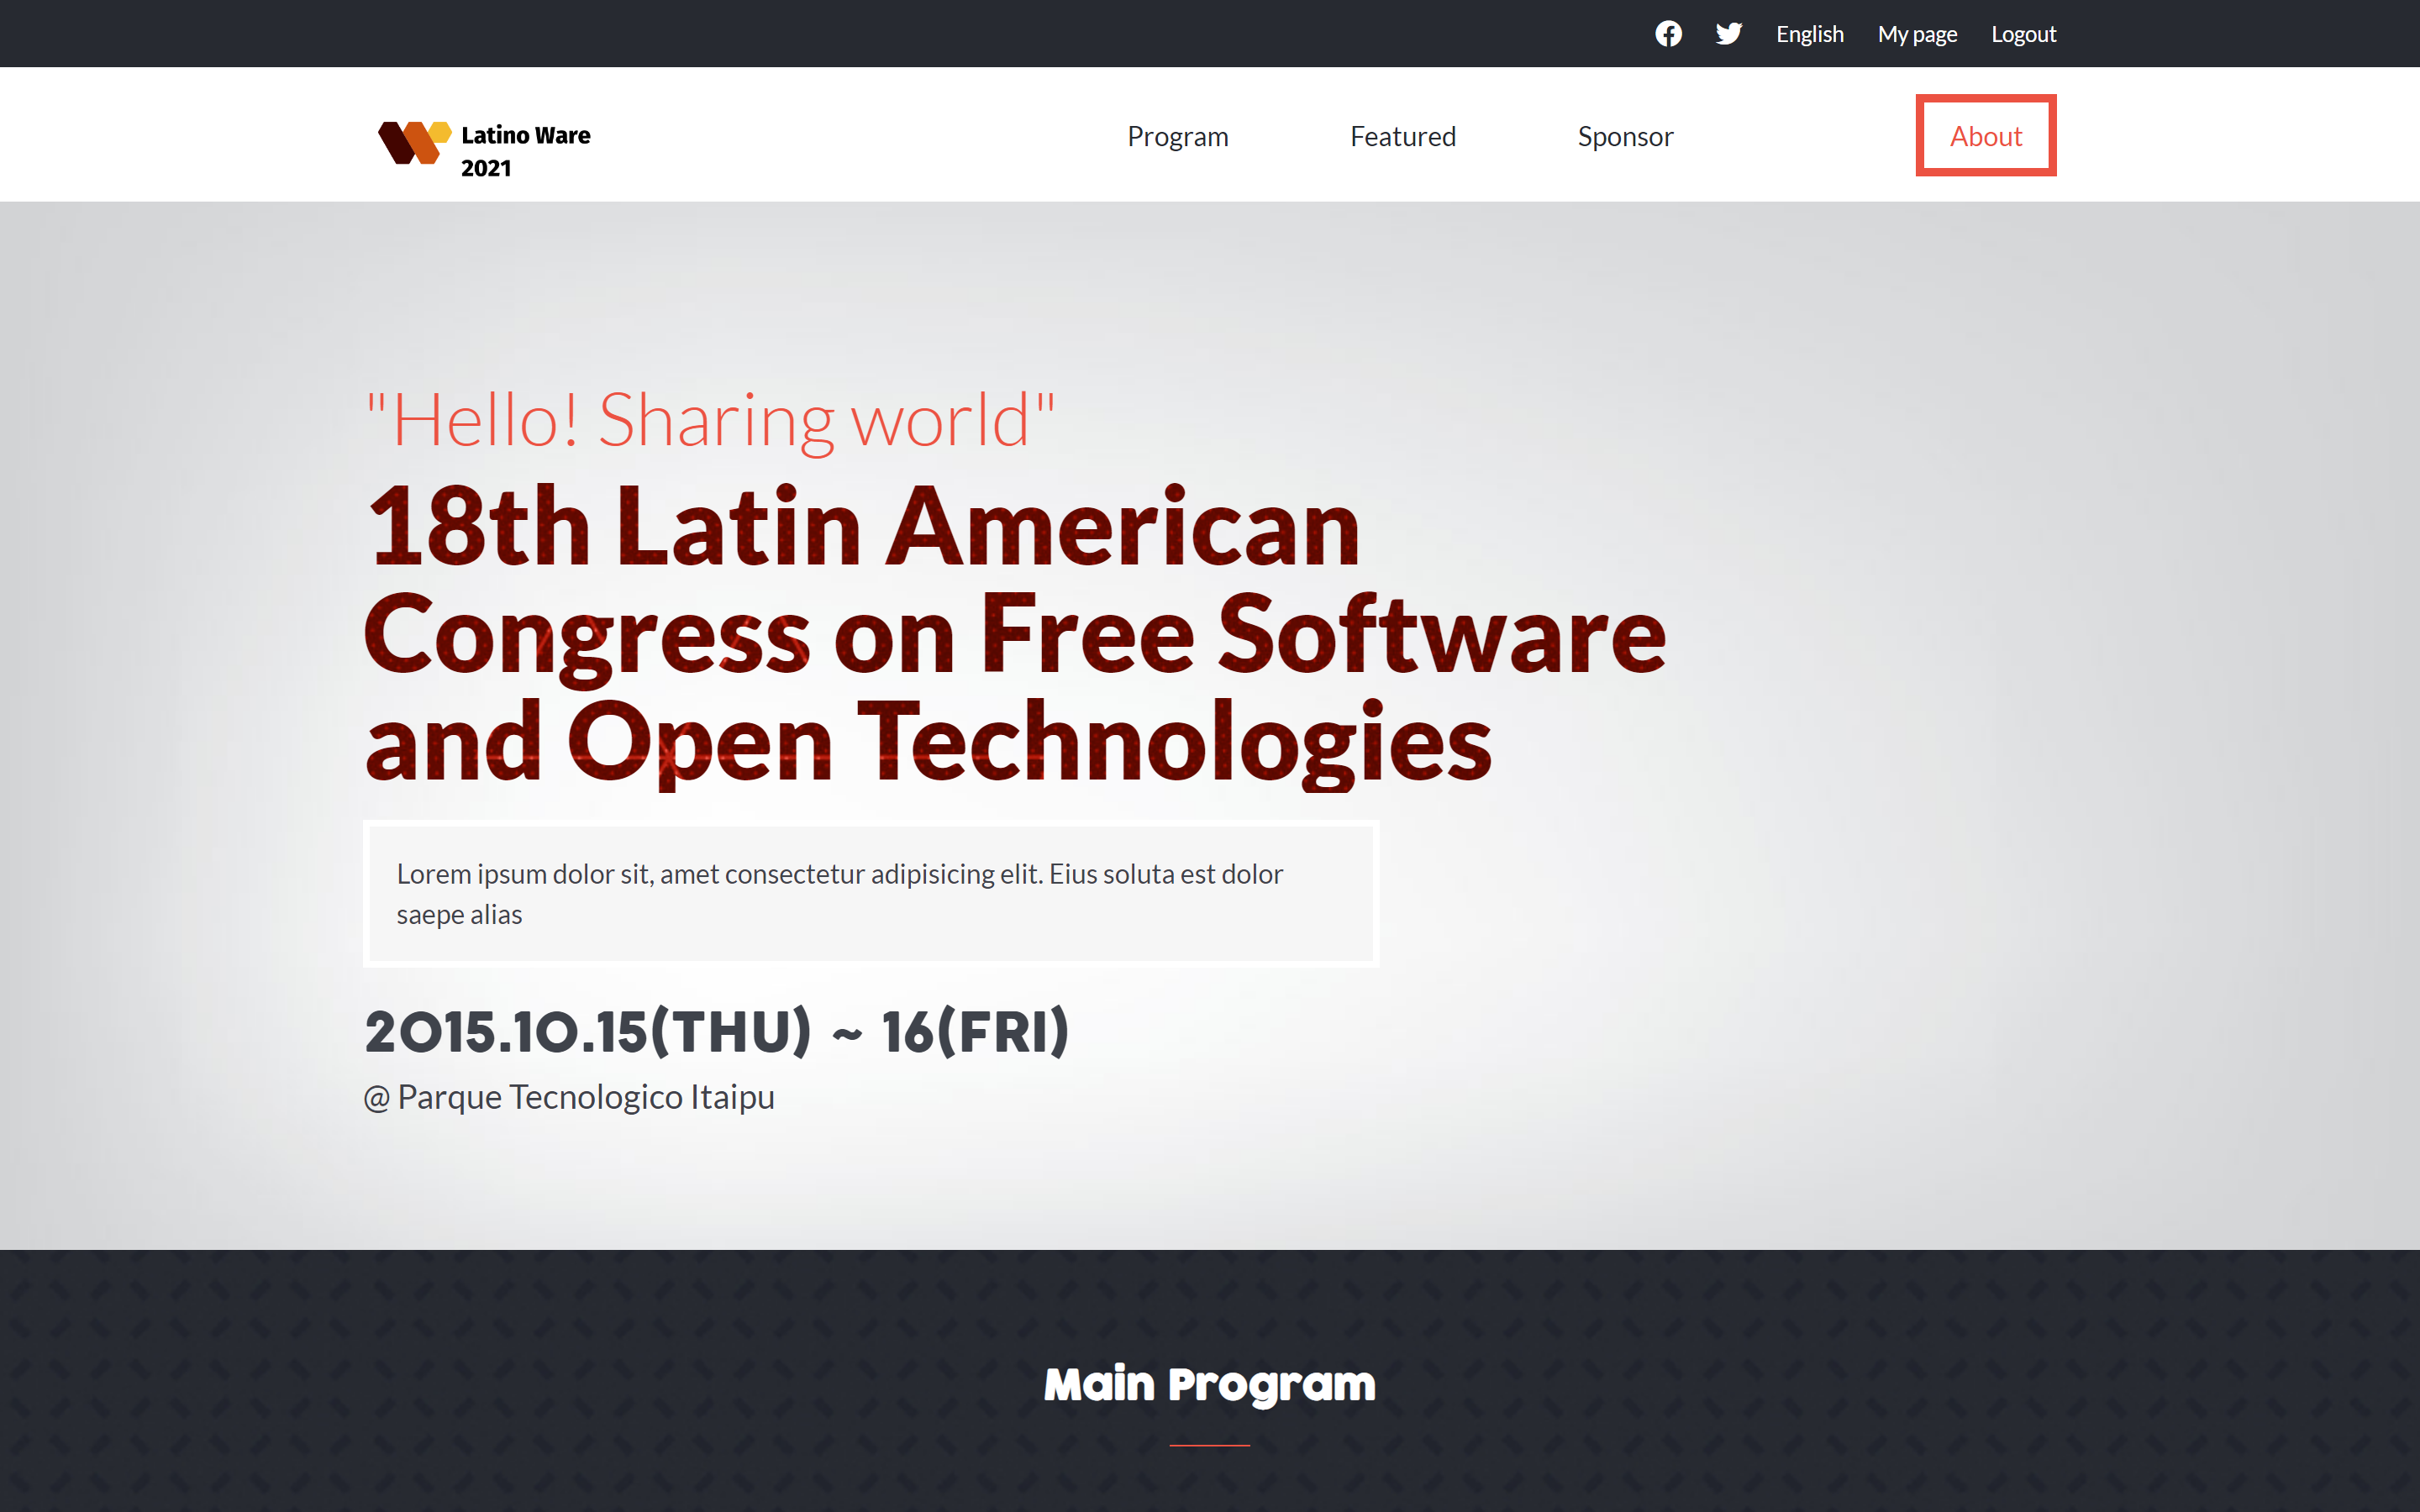 English My page Logout
Latino Ware
2021
Program Featured Sponsor About
"Hello! Sharing world"
18th Latin American
Congress on Free Software
and Open Technologies
Lorem ipsum dolor sit, amet consectetur adipisicing elit. Eius soluta est dolor
saepe alias
2015.10.15(THU) ~ 16(FRI)
@ Parque Tecnologico Itaipu
Main Program